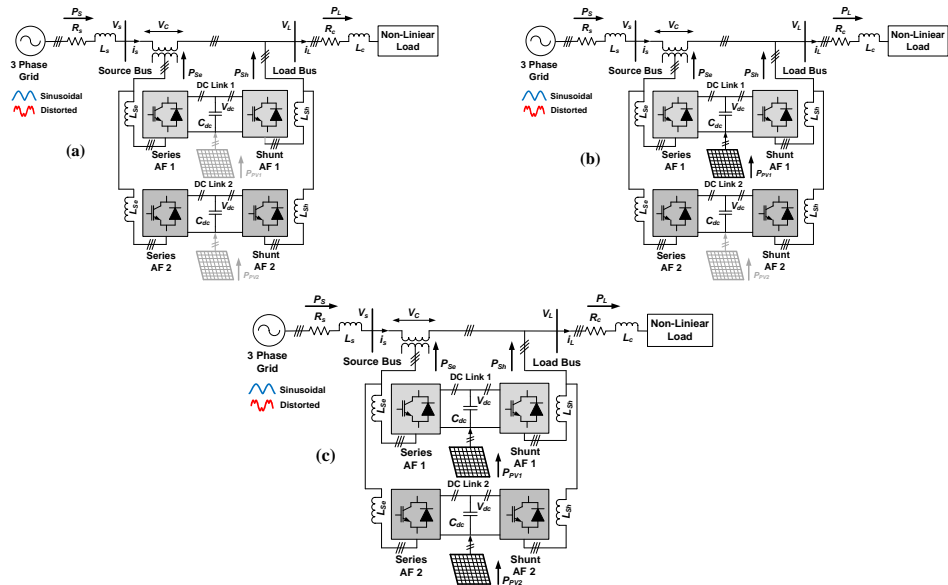 P_S
R_s
L_s
V_s
V_C
i_s
V_L
P_L
i_L
R_c
L_c
Non-Liniear
Load
3 Phase
Grid
Source Bus
P_Se
P_Sh
Load Bus
Sinusoidal
Distorted
L_Se
DC Link 1
V_dc
C_dc
L_Sh
(a)
Series
AF 1
P_PV1
Shunt
AF 1
DC Link 2
L_Se
V_dc
C_dc
L_Sh
Series
AF 2
P_PV2
Shunt
AF 2
P_S
R_s
L_s
V_s
V_C
i_s
V_L
P_L
i_L
R_c
L_c
Non-Liniear
Load
3 Phase
Grid
Source Bus
P_Se
P_Sh
Load Bus
Sinusoidal
Distorted
L_Se
DC Link 1
V_dc
C_dc
L_Sh
(b)
Series
AF 1
P_PV1
Shunt
AF 1
DC Link 2
L_Se
V_dc
C_dc
L_Sh
Series
AF 2
P_PV2
Shunt
AF 2
P_S
R_s
L_s
V_s
V_C
i_s
V_L
P_L
i_L
R_c
L_c
Non-Liniear
Load
3 Phase
Grid
Source Bus
P_Se
P_Sh
Load Bus
Sinusoidal
Distorted
L_Se
DC Link 1
V_dc
C_dc
L_Sh
(c)
Series
AF 1
P_PV1
Shunt
AF 1
DC Link 2
L_Se
V_dc
C_dc
L_Sh
Series
AF 2
P_PV2
Shunt
AF 2